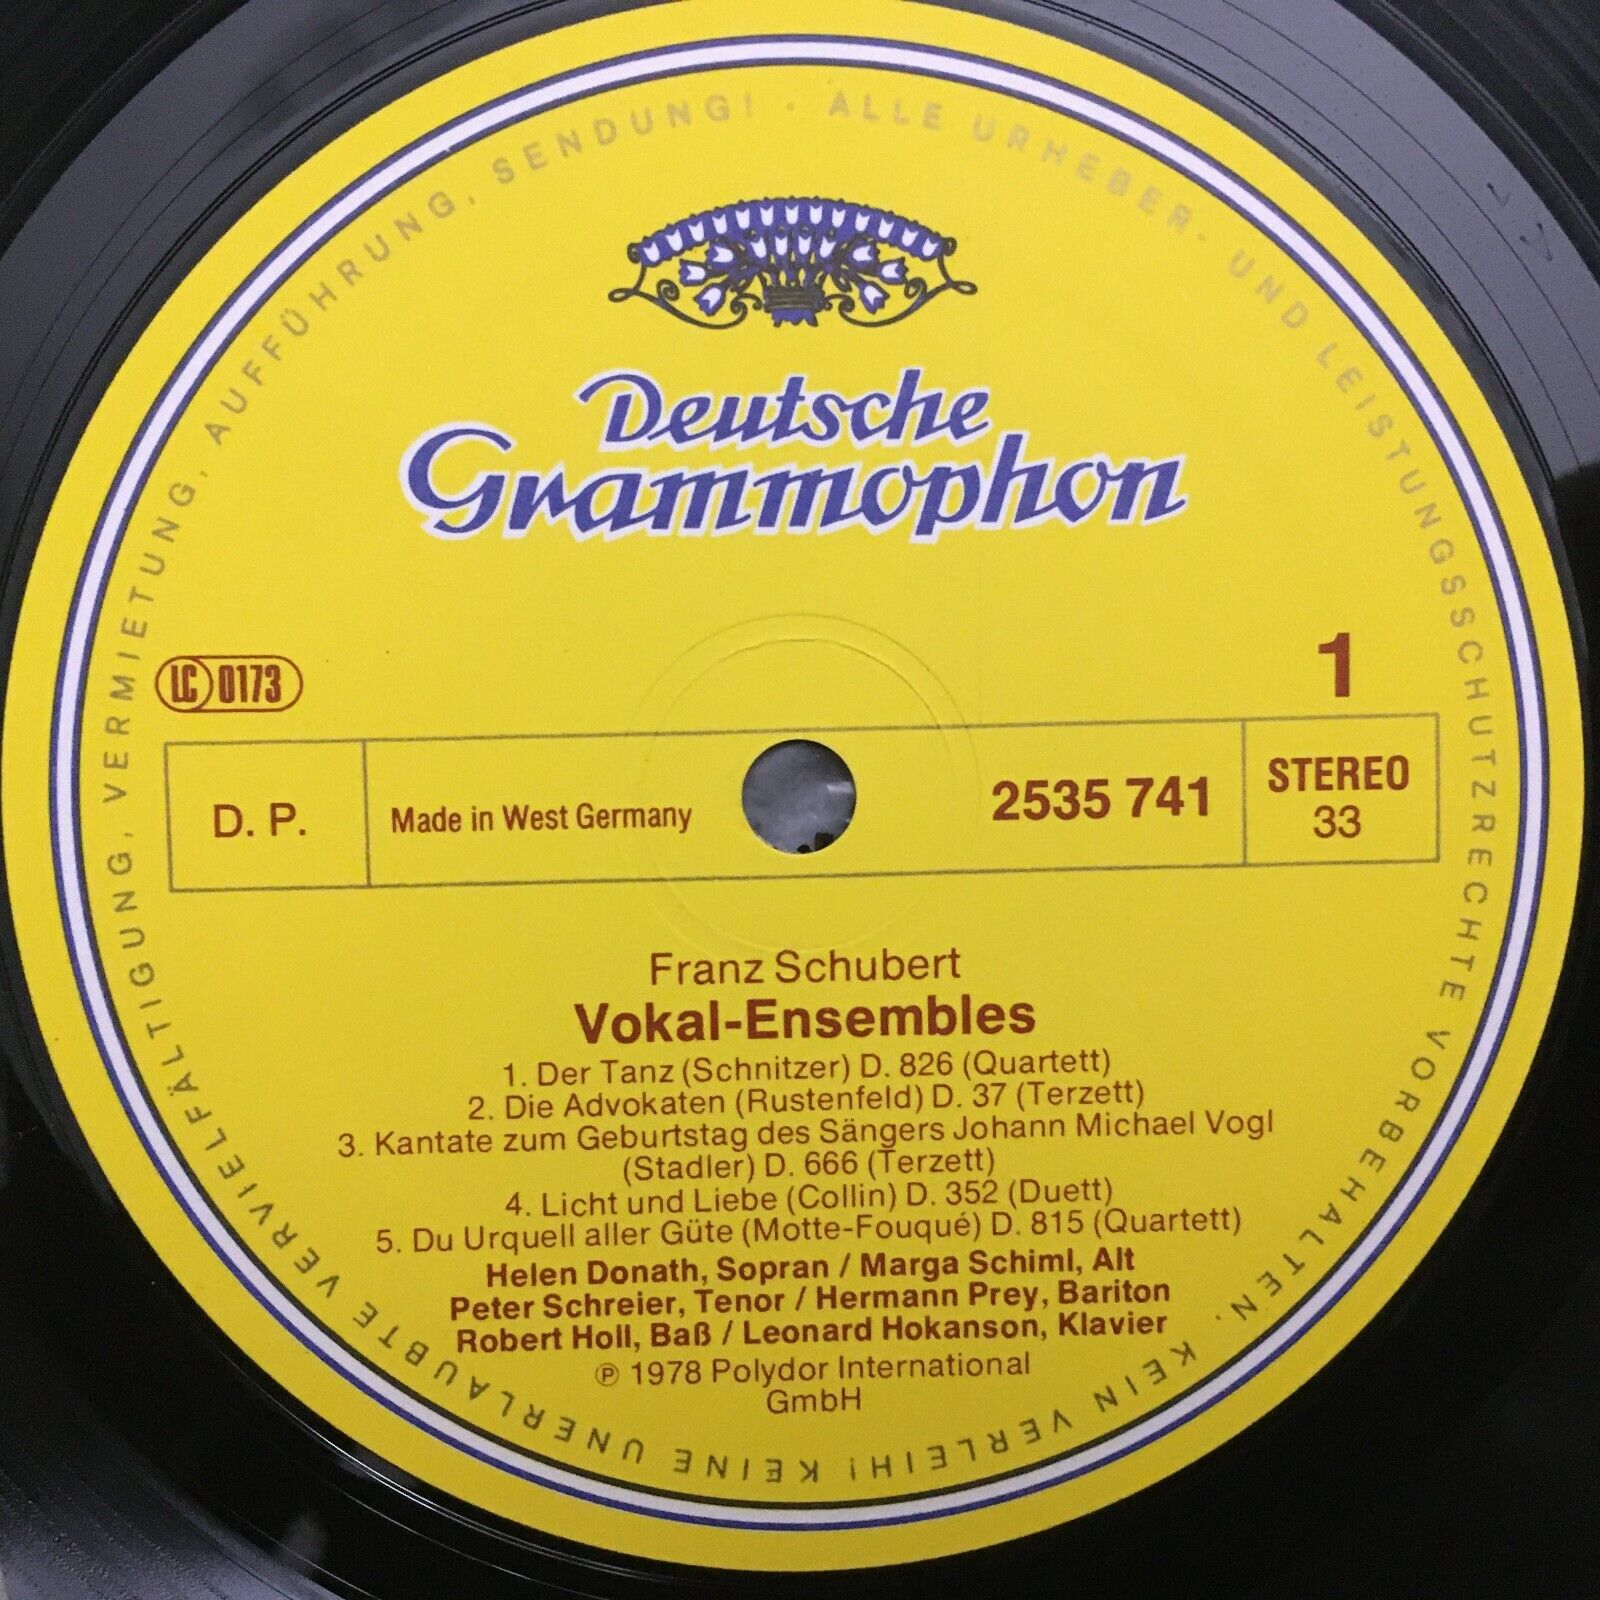 ALLE URHEBER- UND LEISTUNGSSCHUTZRECHTE VORBEHALTEN. KEIN VERLEIH! KEINE UNERLAUBTE VERVIELFÄLTIGUNG, VERMIETUNG, AUFFÜHRUNG, SENDUNG! ·
Deutsche
Grammophon
LC 0173
1
D. P.
Made in West Germany
2535 741
STEREO
33
Franz Schubert
Vokal-Ensembles
1. Der Tanz (Schnitzer) D. 826 (Quartett)
2. Die Advokaten (Rustenfeld) D. 37 (Terzett)
3. Kantate zum Geburtstag des Sängers Johann Michael Vogl
(Stadler) D. 666 (Terzett)
4. Licht und Liebe (Collin) D. 352 (Duett)
5. Du Urquell aller Güte (Motte-Fouqué) D. 815 (Quartett)
Helen Donath, Sopran / Marga Schiml, Alt
Peter Schreier, Tenor / Hermann Prey, Bariton
Robert Holl, Baß / Leonard Hokanson, Klavier
℗ 1978 Polydor International
GmbH